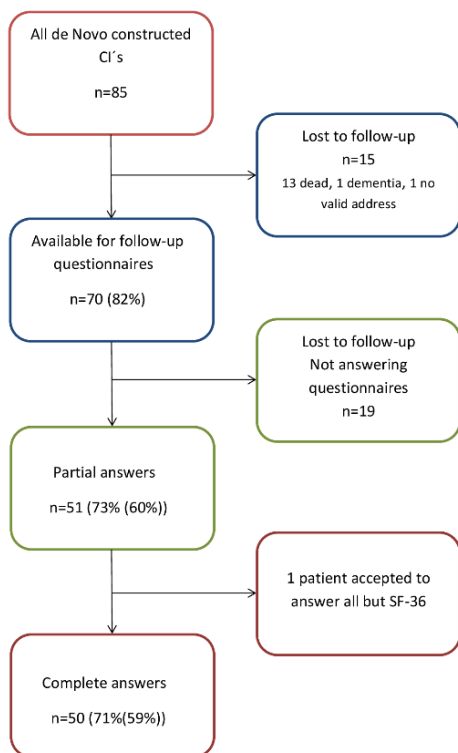 All de Novo constructed
CI´s
n=85
Lost to follow-up
n=15
13 dead, 1 dementia, 1 no
valid address
Available for follow-up
questionnaires
n=70 (82%)
Lost to follow-up
Not answering
questionnaires
n=19
Partial answers
n=51 (73% (60%))
1 patient accepted to
answer all but SF-36
Complete answers
n=50 (71%(59%))